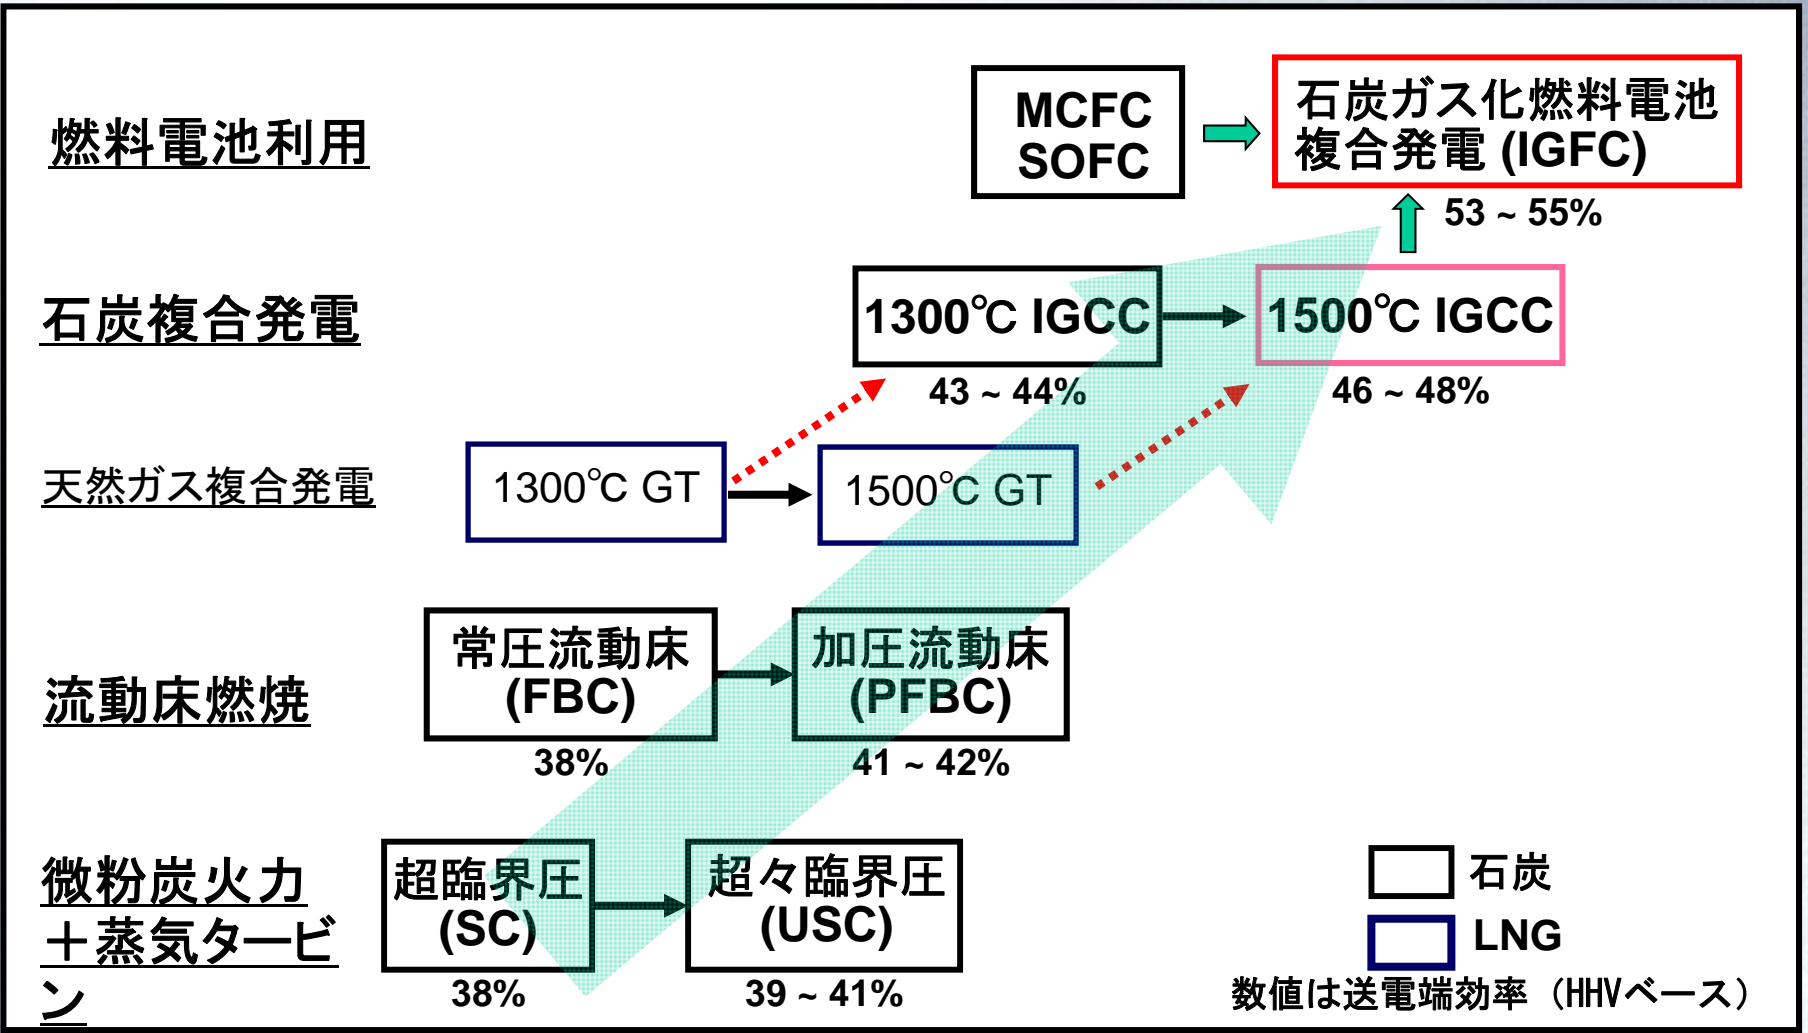 燃料電池利用
MCFC
SOFC
石炭ガス化燃料電池
複合発電 (IGFC)
53 ~ 55%
石炭複合発電
1300℃ IGCC
43 ~ 44%
1500℃ IGCC
46 ~ 48%
天然ガス複合発電
1300℃ GT
1500℃ GT
流動床燃焼
常圧流動床
(FBC)
38%
加圧流動床
(PFBC)
41 ~ 42%
微粉炭火力
＋蒸気タービ
ン
超臨界圧
(SC)
38%
超々臨界圧
(USC)
39 ~ 41%
石炭
LNG
数値は送電端効率（HHVベース）